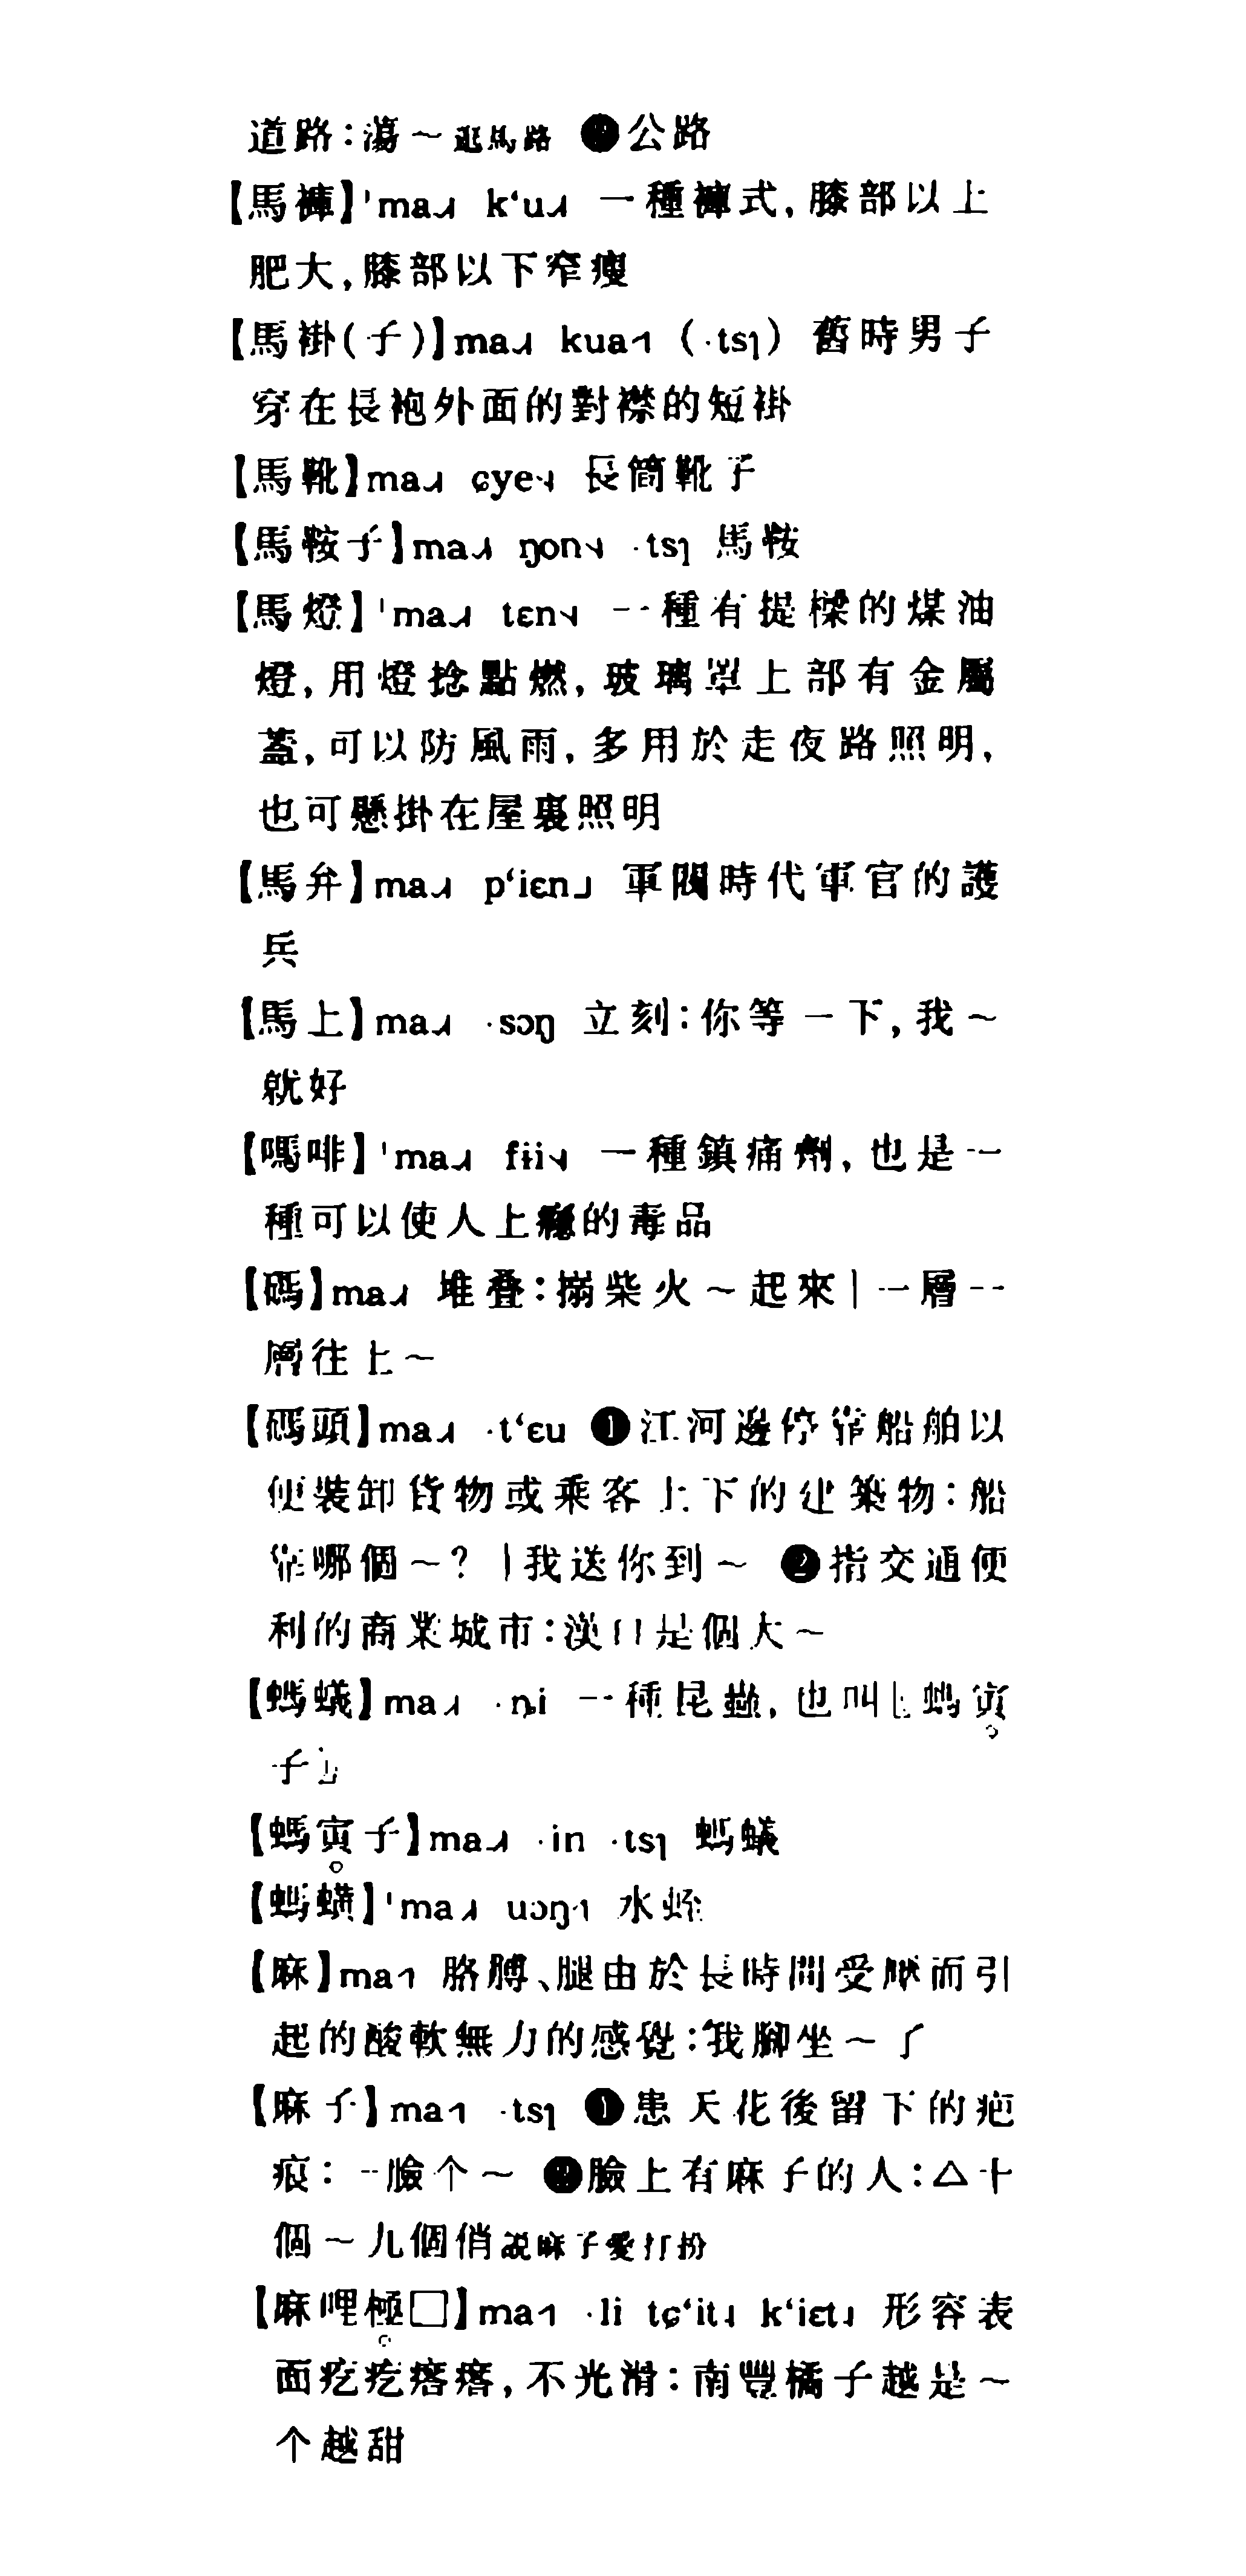 道路：蕩～逛馬路 ❷公路
【馬褲】ˈma˩˧ k‘u˩˧ 一種褲式，膝部以上
肥大，膝部以下窄瘦
【馬褂（子）】ma˩˧ kua˧˥ （·tsɿ） 舊時男子
穿在長袍外面的對襟的短褂
【馬靴】ma˩˧ ɕye˦˨ 長筒靴子
【馬鞍子】ma˩˧ ŋon˦˨ ·tsɿ 馬鞍
【馬燈】ˈma˩˧ tɛn˦˨ 一種有提樑的煤油
燈，用燈捻點燃，玻璃罩上部有金屬
蓋，可以防風雨，多用於走夜路照明，
也可懸掛在屋裏照明
【馬弁】ma˩˧ p‘iɛn˩ 軍閥時代軍官的護
兵
【馬上】ma˩˧ ·sɔŋ 立刻：你等一下，我～
就好
【嗎啡】ˈma˩˧ fɨi˦˨ 一種鎮痛劑，也是一
種可以使人上癮的毒品
【碼】ma˩˧ 堆叠：搦柴火～起來｜一層一
層往上～
【碼頭】ma˩˧ ·t‘ɛu ❶江河邊停靠船舶以
便裝卸貨物或乘客上下的建築物：船
靠哪個～？｜我送你到～ ❷指交通便
利的商業城市：漢口是個大～
【螞蟻】ma˩˧ ·ȵi 一種昆蟲，也叫﹝螞寅
子﹞
【螞寅子】ma˩˧ ·in ·tsɿ 螞蟻
【螞蟥】ˈma˩˧ uɔŋ˧˥ 水蛭
【麻】ma˧˥ 胳膊、腿由於長時間受壓而引
起的酸軟無力的感覺：我腳坐～了
【麻子】ma˧˥ ·tsɿ ❶患天花後留下的疤
痕：一臉个～ ❷臉上有麻子的人：△十
個～九個俏說麻子愛打扮
【麻哩極□】ma˧˥ ·li tɕ‘it˨ k‘iɛt˨ 形容表
面疙疙瘩瘩，不光滑：南豐橘子越是～
个越甜